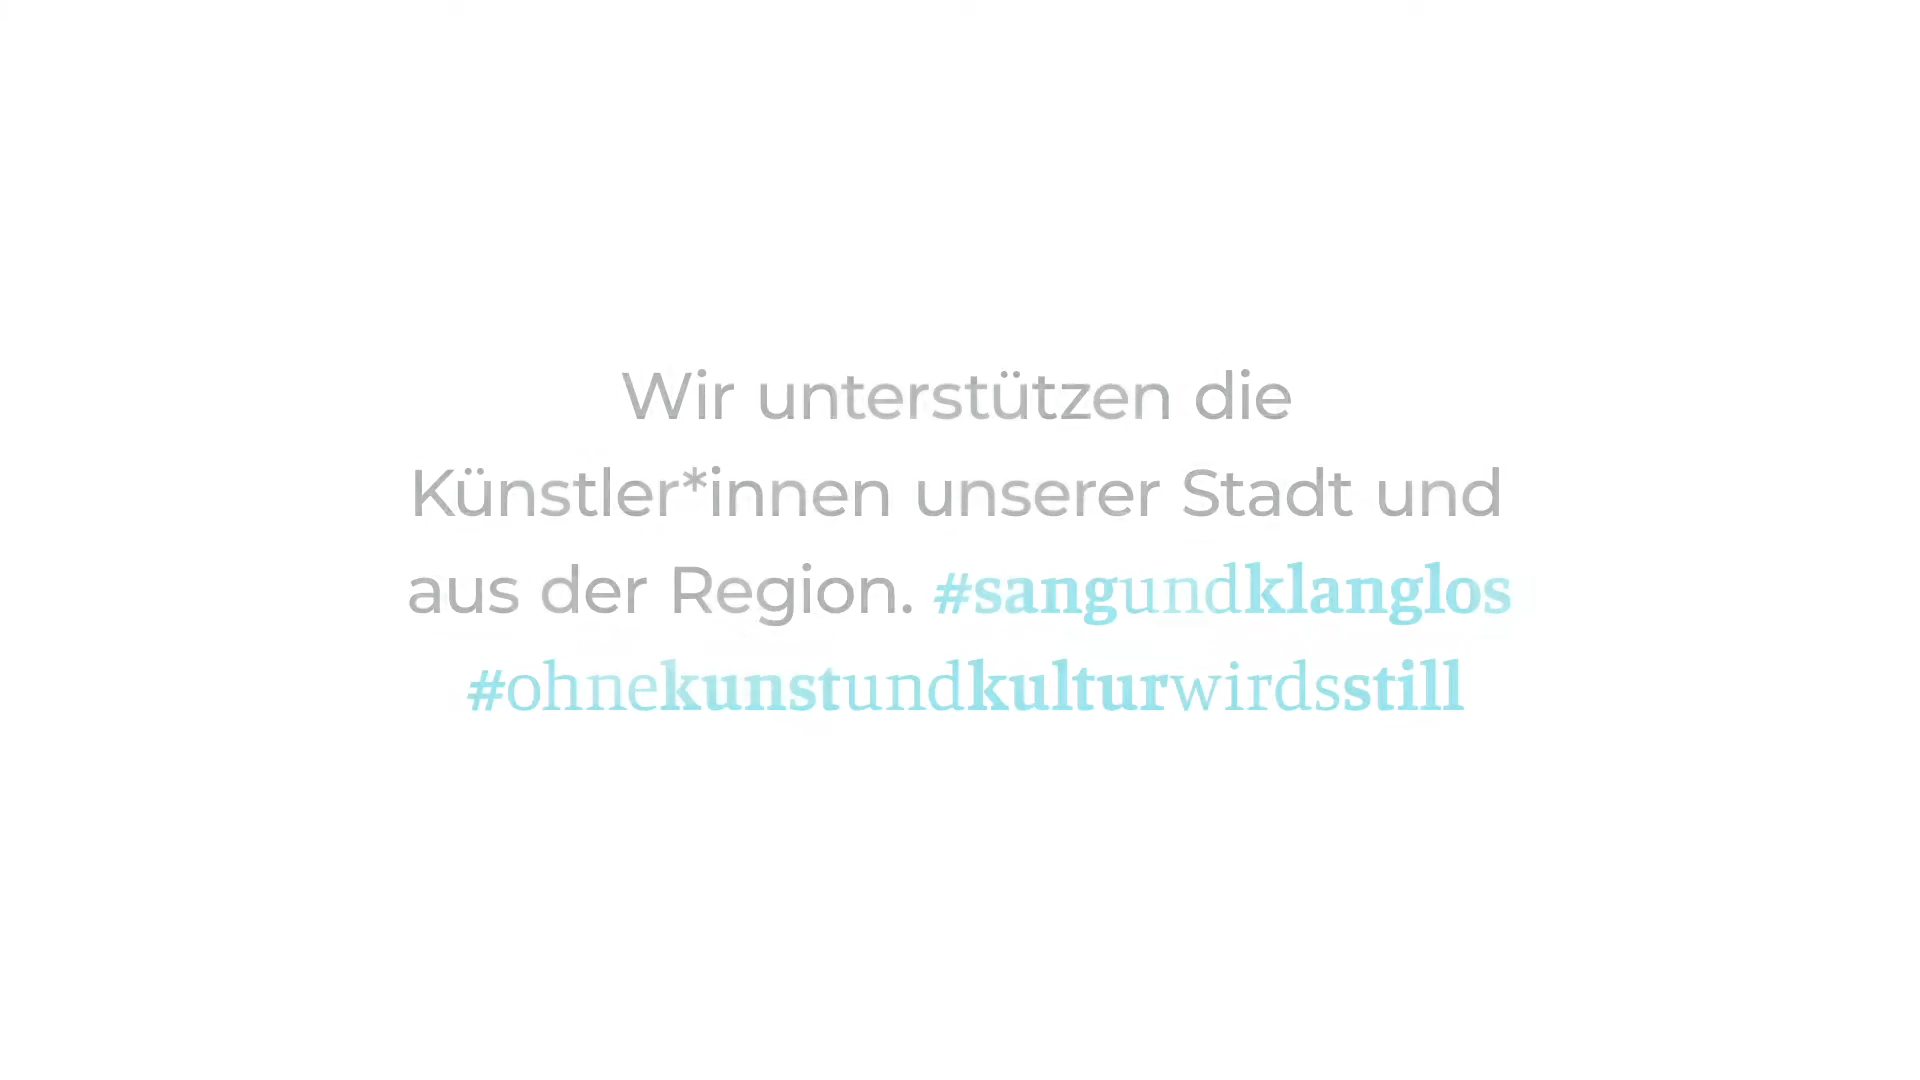 Wir unterstützen die
Künstler*innen unserer Stadt und
aus der Region. #sangundklanglos
#ohnekunstundkulturwirdsstill